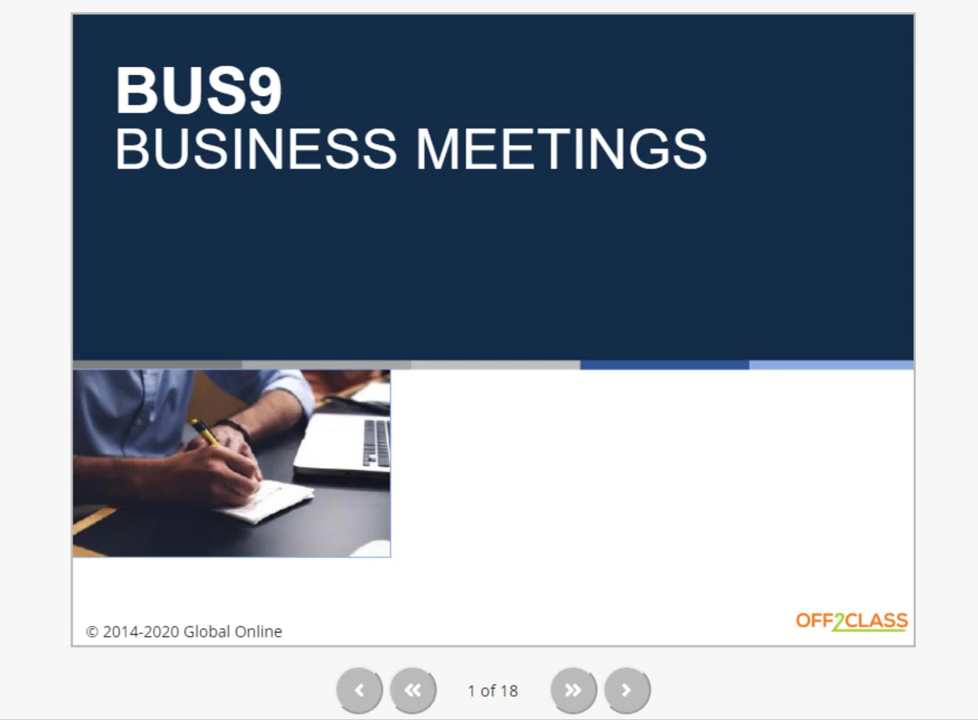 BUS9
BUSINESS MEETINGS
© 2014-2020 Global Online
OFF2CLASS
1 of 18